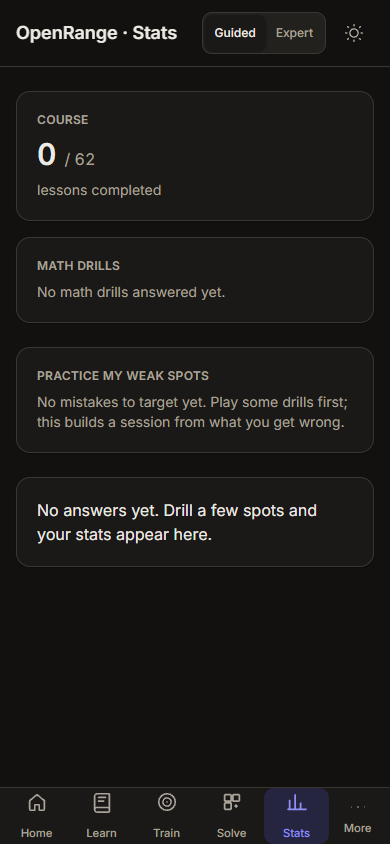 OpenRange · Stats
Guided
Expert
COURSE
0 / 62
lessons completed
MATH DRILLS
No math drills answered yet.
PRACTICE MY WEAK SPOTS
No mistakes to target yet. Play some drills first;
this builds a session from what you get wrong.
No answers yet. Drill a few spots and
your stats appear here.
Home
Learn
Train
Solve
Stats
More